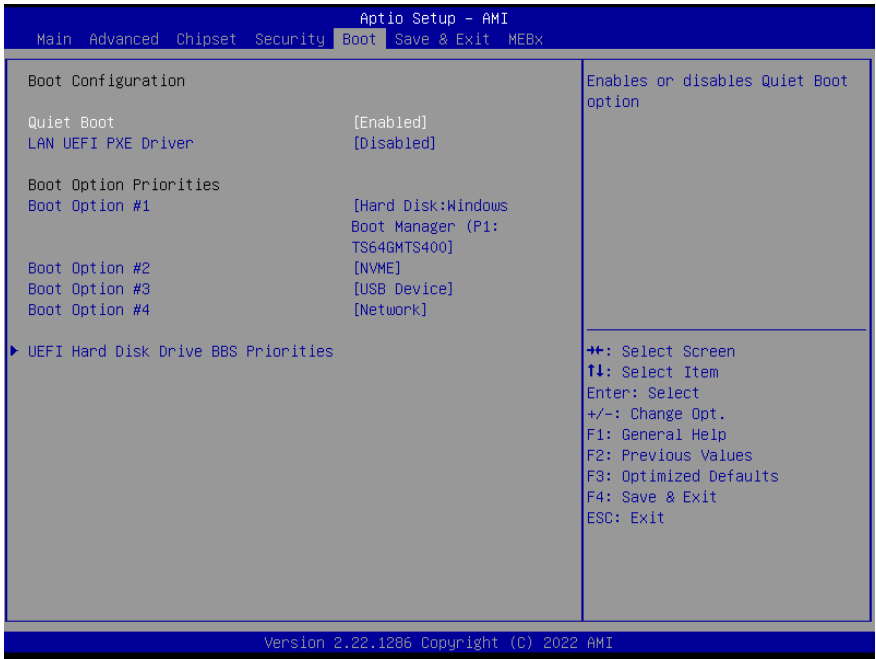 Aptio Setup - AMI
Main Advanced Chipset Security Boot Save & Exit MEBx
Boot Configuration
Quiet Boot [Enabled]
LAN UEFI PXE Driver [Disabled]
Boot Option Priorities
Boot Option #1 [Hard Disk:Windows
Boot Manager (P1:
TS64GMTS400]
Boot Option #2 [NVME]
Boot Option #3 [USB Device]
Boot Option #4 [Network]
UEFI Hard Disk Drive BBS Priorities
Enables or disables Quiet Boot
option
→←: Select Screen
↑↓: Select Item
Enter: Select
+/-: Change Opt.
F1: General Help
F2: Previous Values
F3: Optimized Defaults
F4: Save & Exit
ESC: Exit
Version 2.22.1286 Copyright (C) 2022 AMI